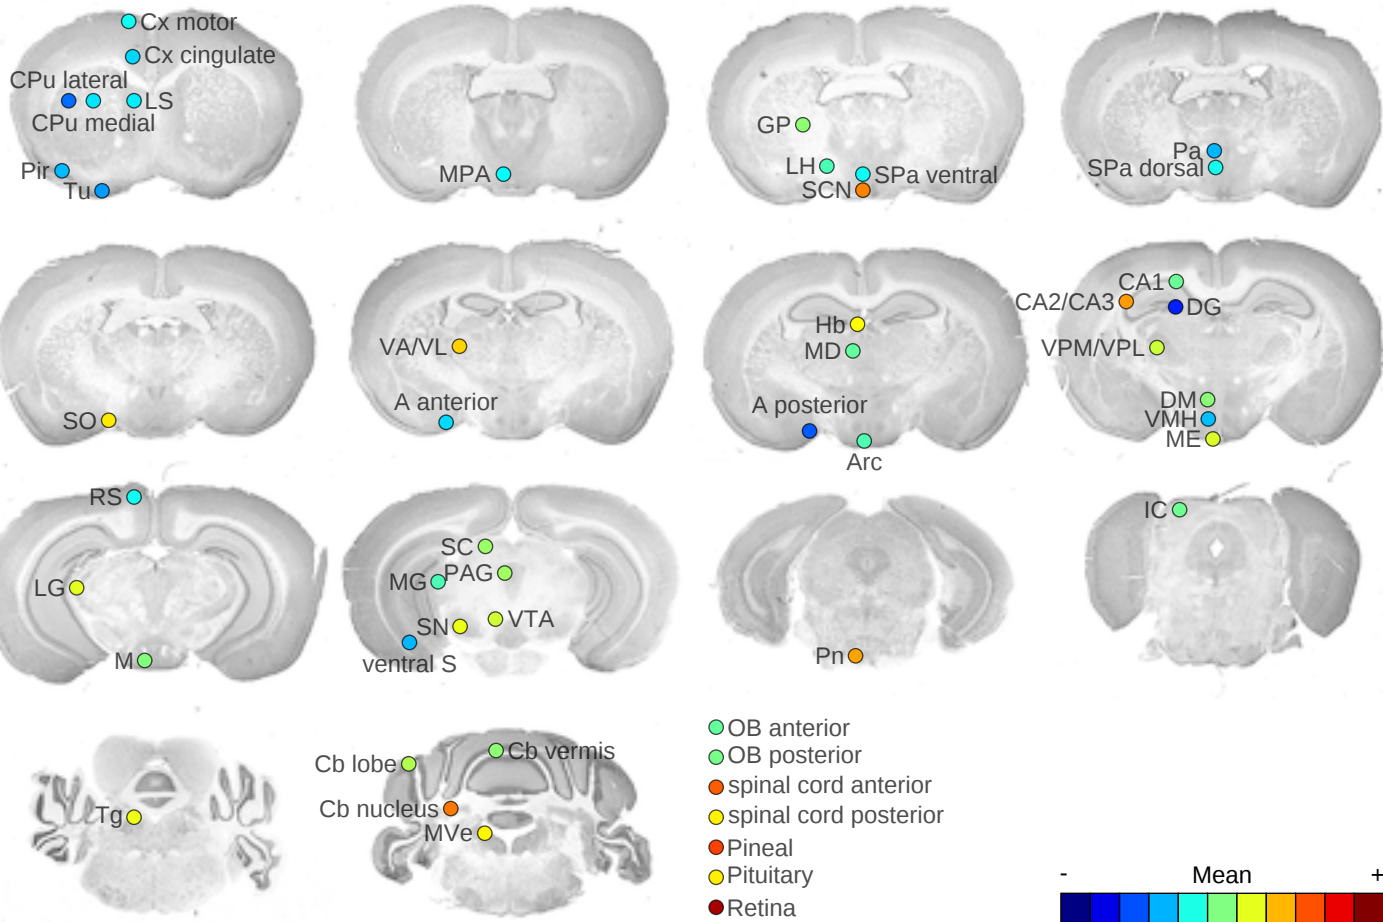 Cx motor
Cx cingulate
CPu lateral
LS
CPu medial
Pir
Tu
MPA
GP
LH
SPa ventral
SCN
Pa
SPa dorsal
SO
VA/VL
A anterior
Hb
MD
A posterior
Arc
CA1
CA2/CA3
DG
VPM/VPL
DM
VMH
ME
RS
LG
M
SC
MG
PAG
SN
VTA
ventral S
Pn
IC
Tg
Cb lobe
Cb vermis
Cb nucleus
MVe
OB anterior
OB posterior
spinal cord anterior
spinal cord posterior
Pineal
Pituitary
Retina
- Mean +